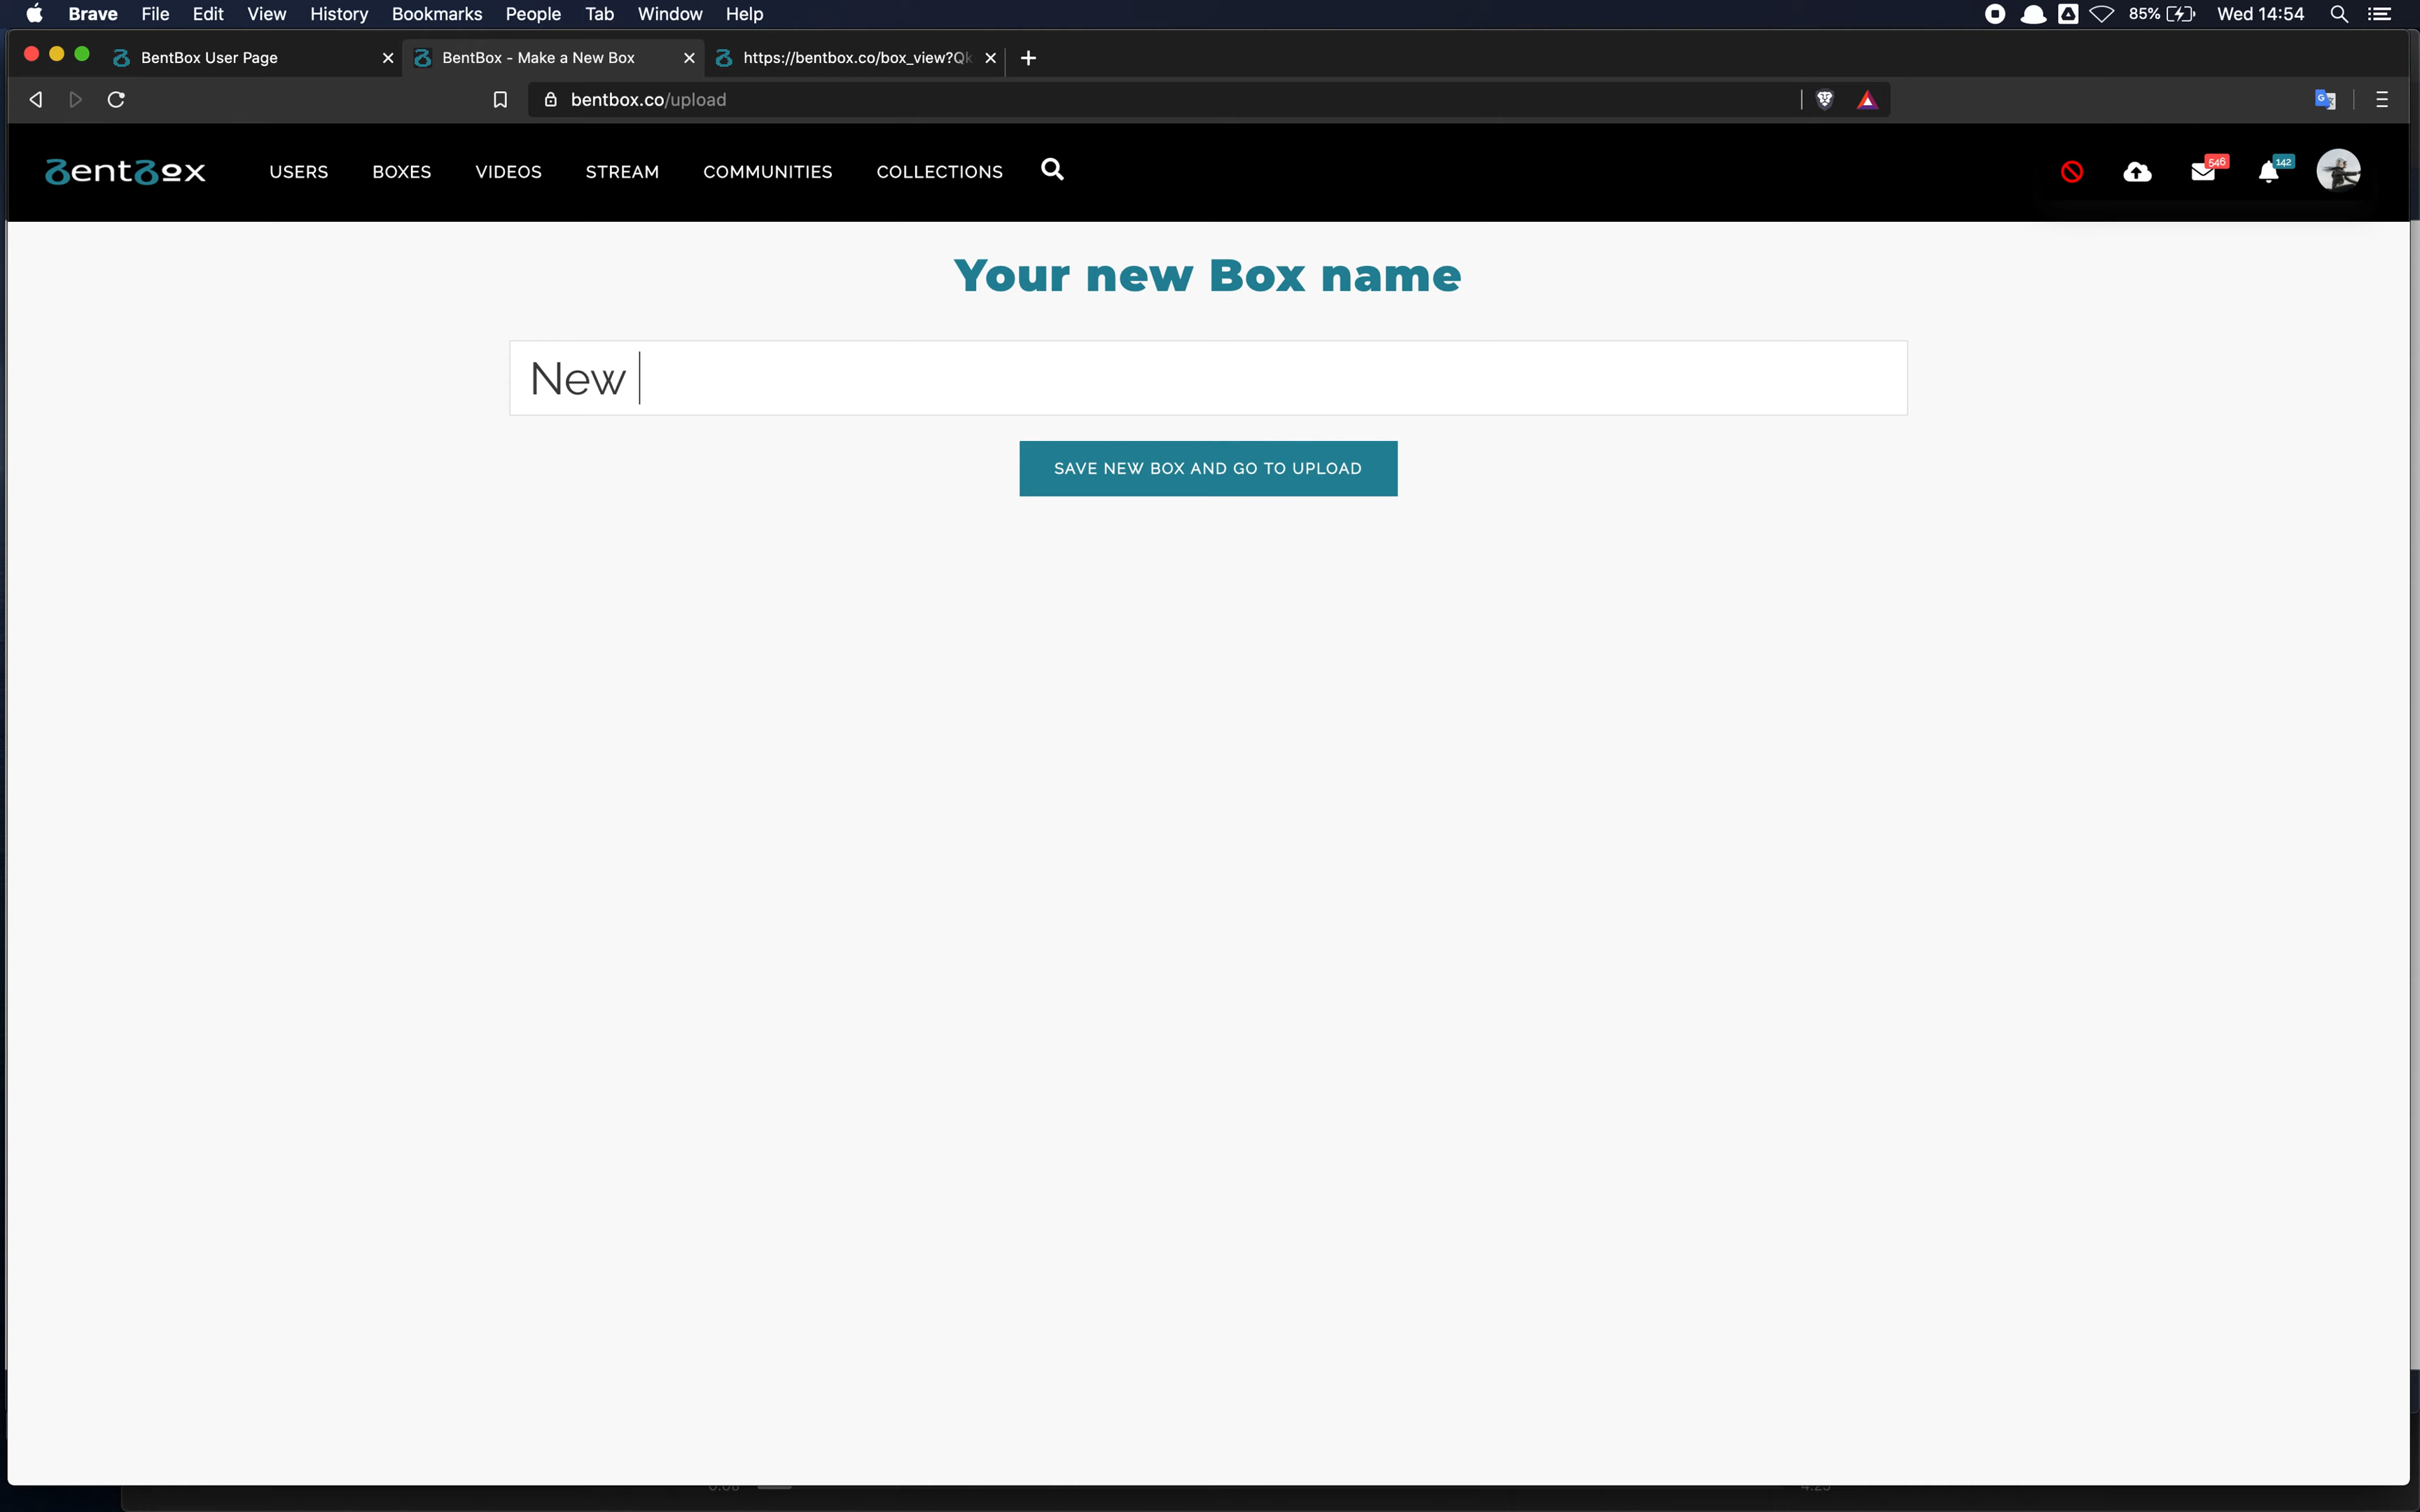 Brave File Edit View History Bookmarks People Tab Window Help 85% Wed 14:54
BentBox User Page BentBox - Make a New Box https://bentbox.co/box_view?Qk
bentbox.co/upload
BentBox USERS BOXES VIDEOS STREAM COMMUNITIES COLLECTIONS 546 142
Your new Box name
New
SAVE NEW BOX AND GO TO UPLOAD